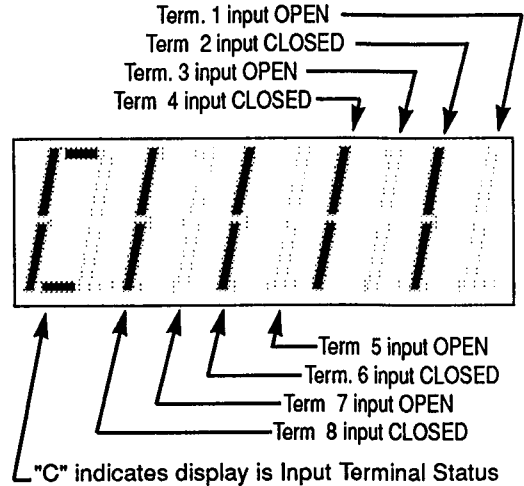 Term. 1 input OPEN
Term 2 input CLOSED
Term. 3 input OPEN
Term 4 input CLOSED
C
Term 5 input OPEN
Term. 6 input CLOSED
Term 7 input OPEN
Term 8 input CLOSED
"C" indicates display is Input Terminal Status